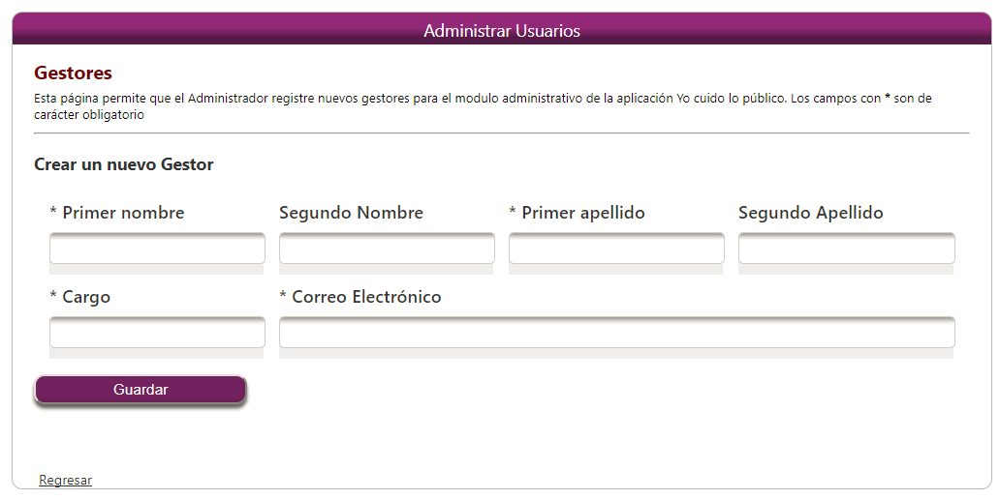 Administrar Usuarios
Gestores
Esta página permite que el Administrador registre nuevos gestores para el modulo administrativo de la aplicación Yo cuido lo público. Los campos con * son de
carácter obligatorio
Crear un nuevo Gestor
* Primer nombre Segundo Nombre * Primer apellido Segundo Apellido
* Cargo * Correo Electrónico
Guardar
Regresar